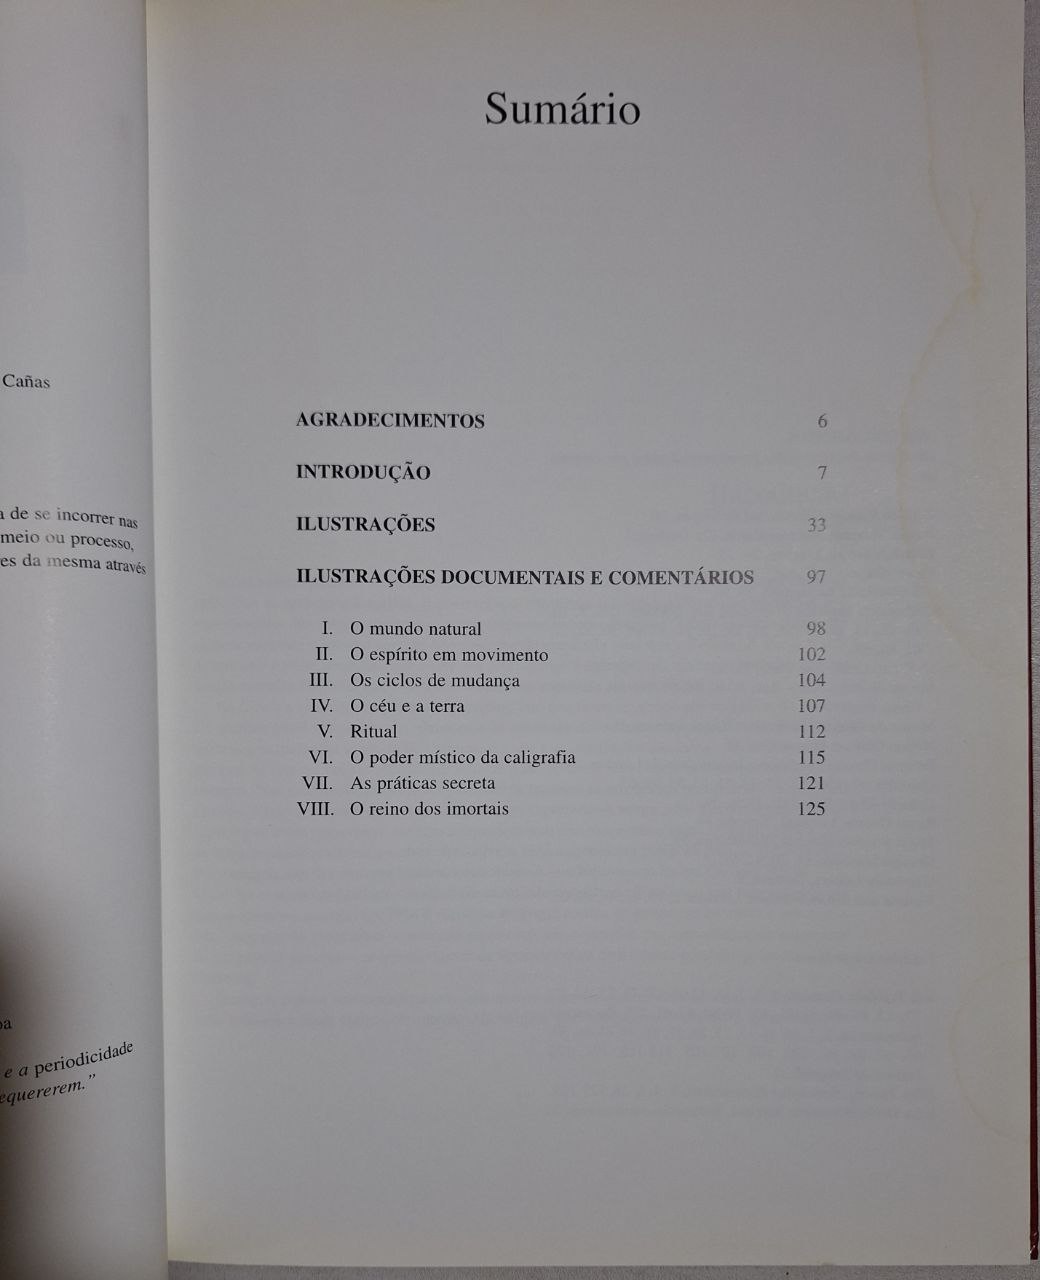 Cañas
de se incorrer nas
meio ou processo,
es da mesma através
e a periodicidade
equererem.”
Sumário
AGRADECIMENTOS 6
INTRODUÇÃO 7
ILUSTRAÇÕES 33
ILUSTRAÇÕES DOCUMENTAIS E COMENTÁRIOS 97
I. O mundo natural 98
II. O espírito em movimento 102
III. Os ciclos de mudança 104
IV. O céu e a terra 107
V. Ritual 112
VI. O poder místico da caligrafia 115
VII. As práticas secreta 121
VIII. O reino dos imortais 125